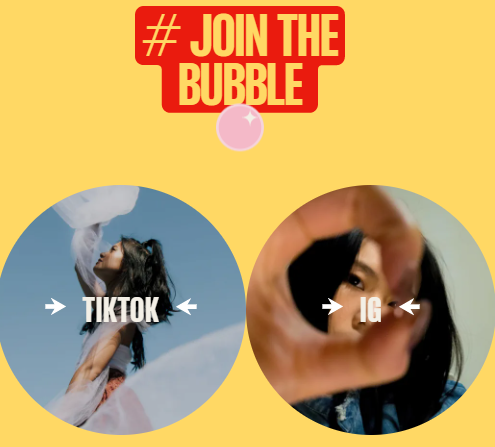 # JOIN THE
BUBBLE
TIKTOK
IG